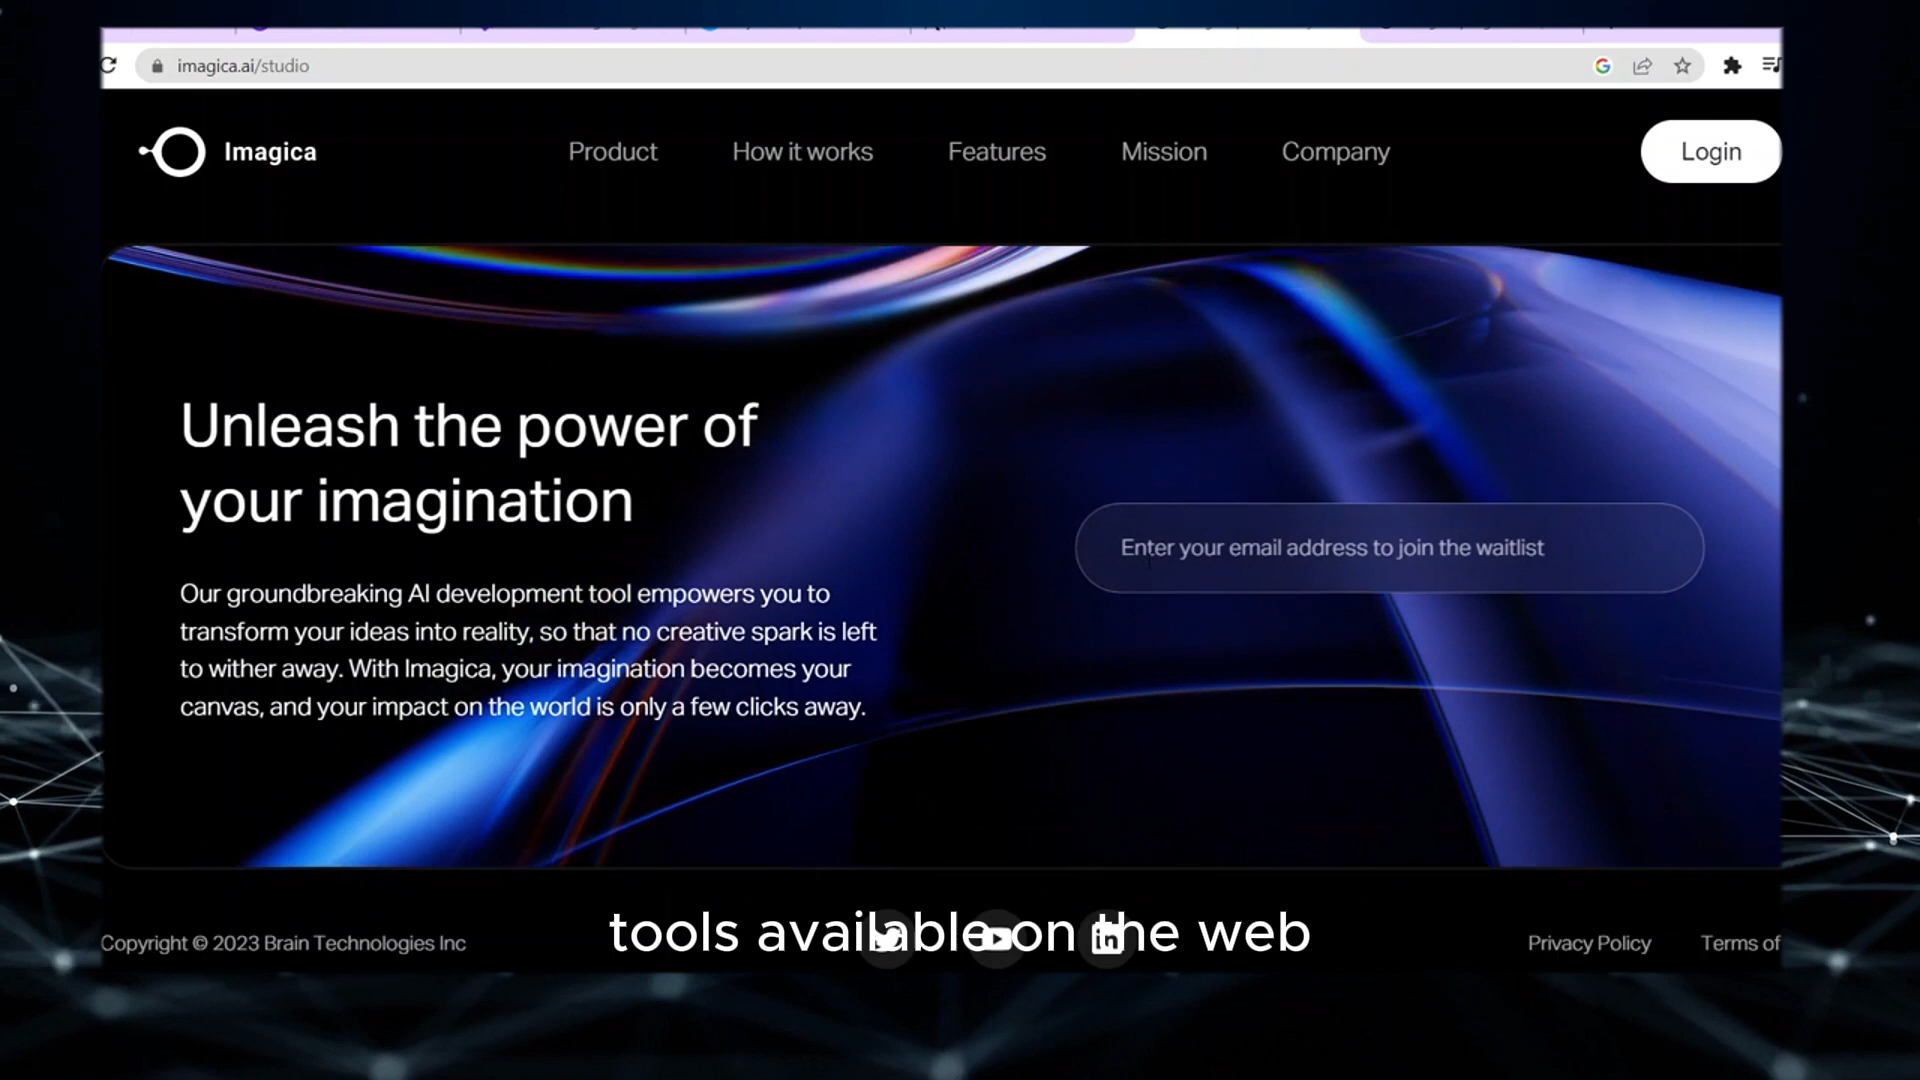 imagica.ai/studio
Imagica
Product
How it works
Features
Mission
Company
Login
Unleash the power of
your imagination
Our groundbreaking AI development tool empowers you to
transform your ideas into reality, so that no creative spark is left
to wither away. With Imagica, your imagination becomes your
canvas, and your impact on the world is only a few clicks away.
Enter your email address to join the waitlist
Copyright © 2023 Brain Technologies Inc
tools available on the web
Privacy Policy
Terms of